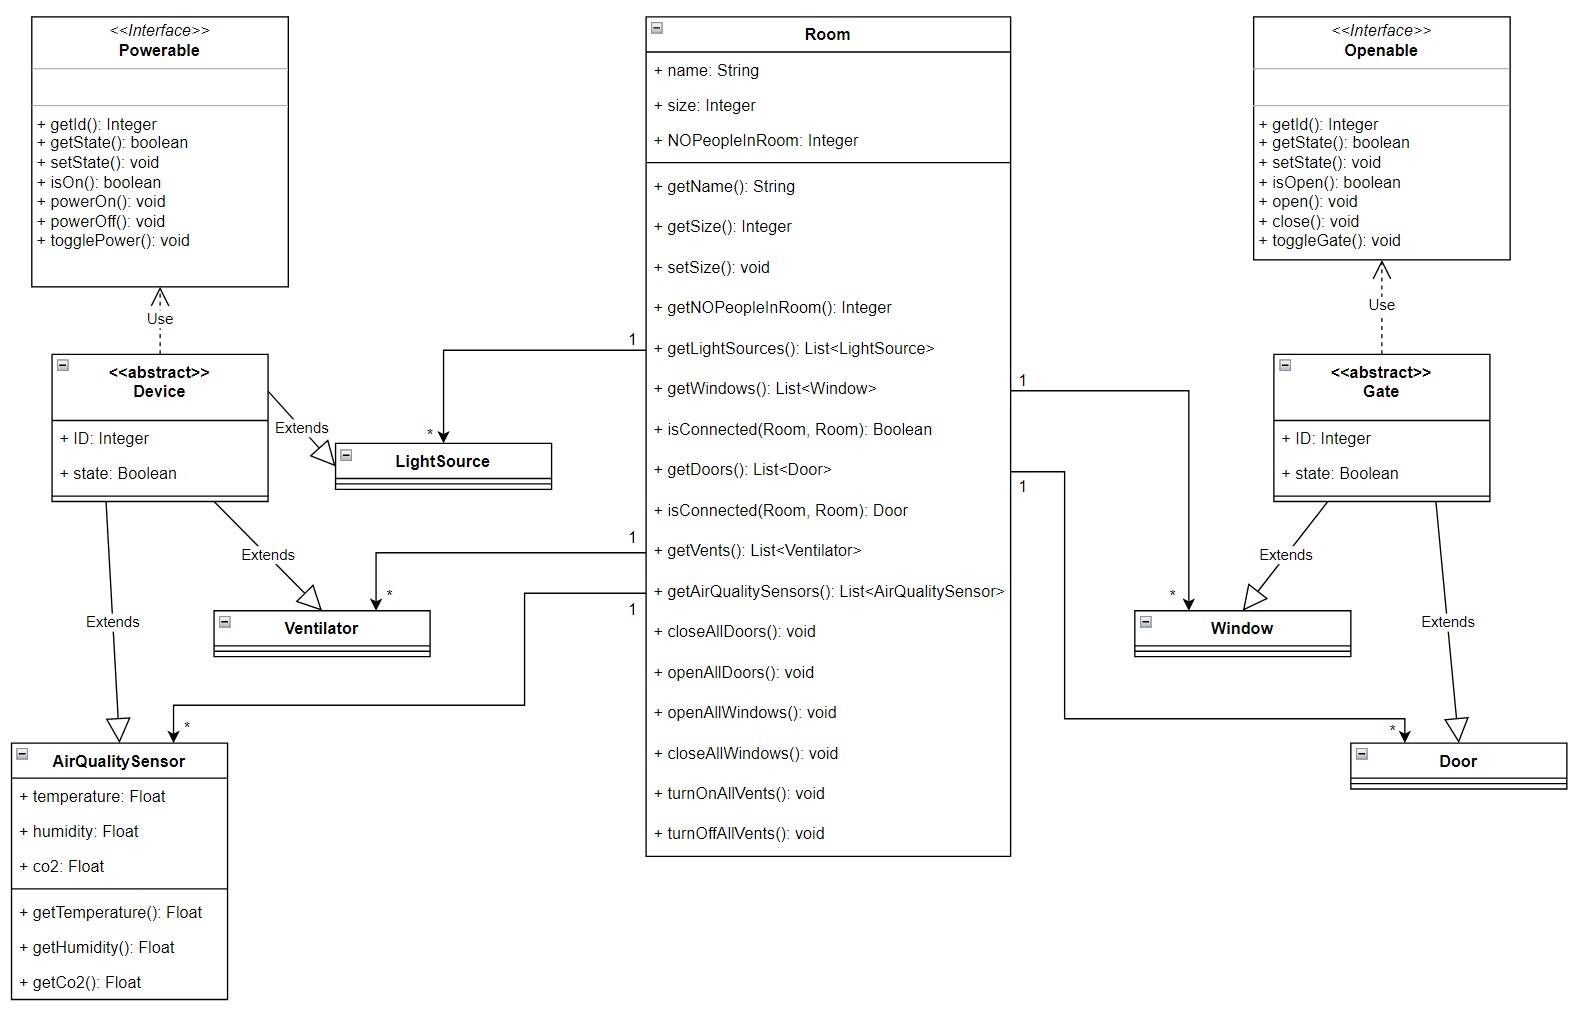 <<Interface>>
Powerable
+ getId(): Integer
+ getState(): boolean
+ setState(): void
+ isOn(): boolean
+ powerOn(): void
+ powerOff(): void
+ togglePower(): void
Use
<<abstract>>
Device
+ ID: Integer
+ state: Boolean
Extends
LightSource
1
*
Extends
Ventilator
1
*
Extends
AirQualitySensor
1
*
+ temperature: Float
+ humidity: Float
+ co2: Float
+ getTemperature(): Float
+ getHumidity(): Float
+ getCo2(): Float
Room
+ name: String
+ size: Integer
+ NOPeopleInRoom: Integer
+ getName(): String
+ getSize(): Integer
+ setSize(): void
+ getNOPeopleInRoom(): Integer
+ getLightSources(): List<LightSource>
+ getWindows(): List<Window>
+ isConnected(Room, Room): Boolean
+ getDoors(): List<Door>
+ isConnected(Room, Room): Door
+ getVents(): List<Ventilator>
+ getAirQualitySensors(): List<AirQualitySensor>
+ closeAllDoors(): void
+ openAllDoors(): void
+ openAllWindows(): void
+ closeAllWindows(): void
+ turnOnAllVents(): void
+ turnOffAllVents(): void
<<Interface>>
Openable
+ getId(): Integer
+ getState(): boolean
+ setState(): void
+ isOpen(): boolean
+ open(): void
+ close(): void
+ toggleGate(): void
Use
<<abstract>>
Gate
+ ID: Integer
+ state: Boolean
1
*
Extends
Window
1
*
Extends
Door